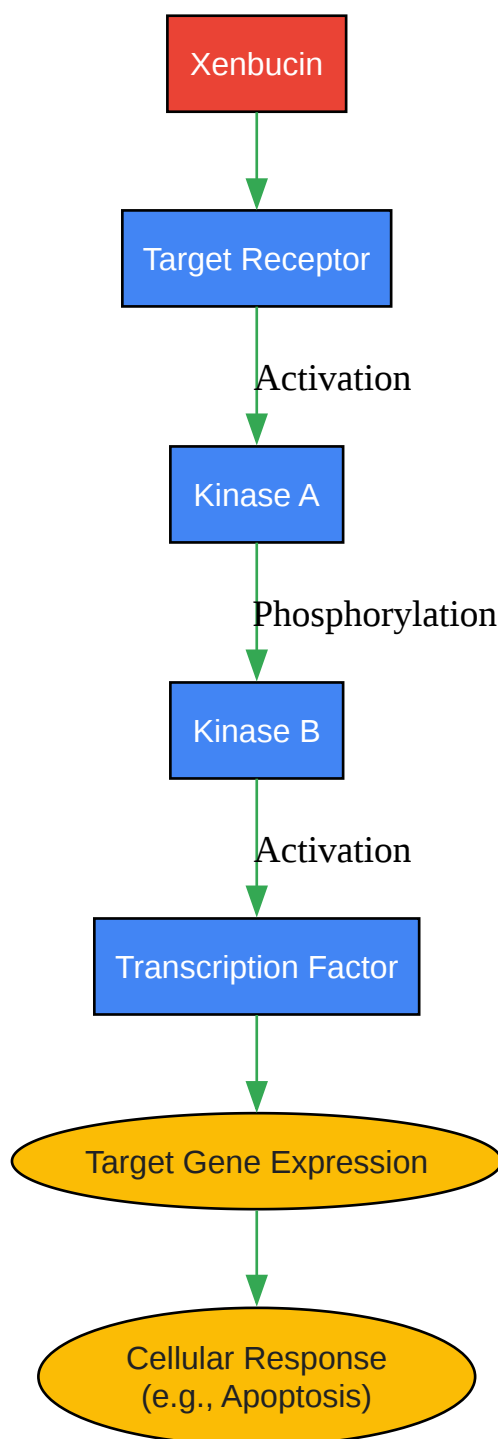 Xenbucin
Target Receptor
Activation
Kinase A
Phosphorylation
Kinase B
Activation
Transcription Factor
Target Gene Expression
Cellular Response
(e.g., Apoptosis)